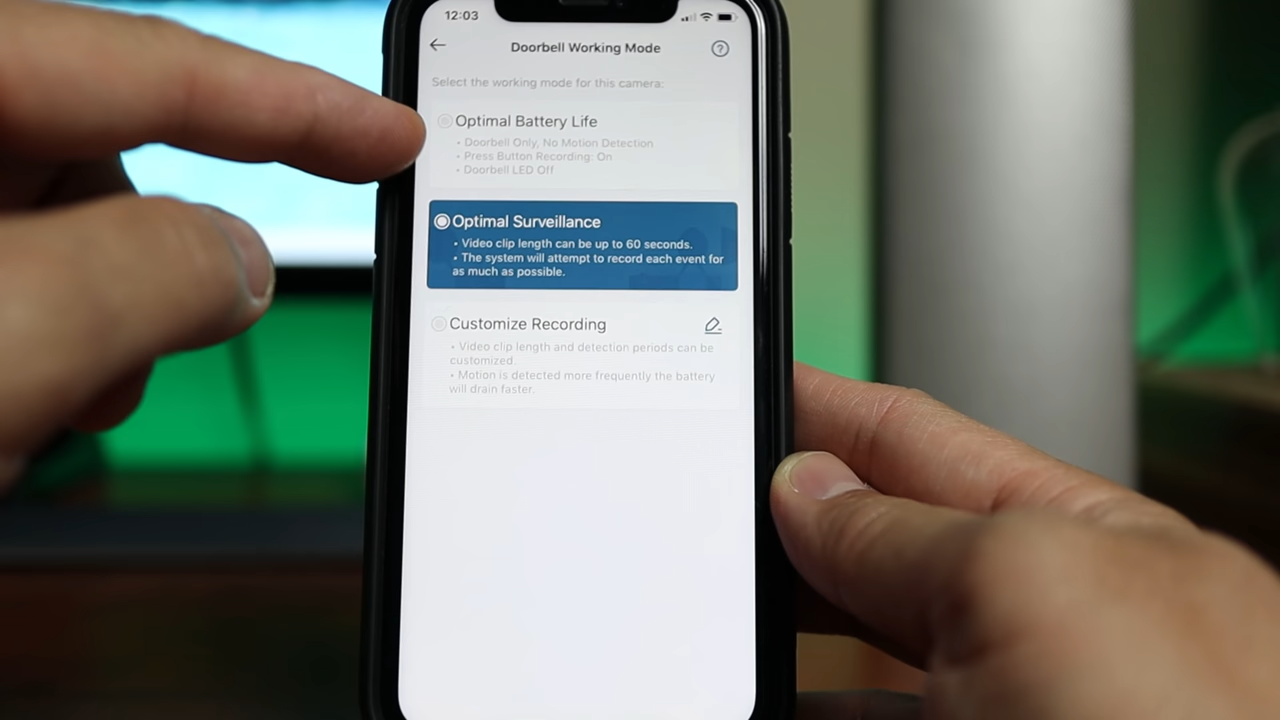 12:03
Doorbell Working Mode
Select the working mode for this camera:
Optimal Battery Life
• Doorbell Only, No Motion Detection
• Press Button Recording: On
• Doorbell LED Off
Optimal Surveillance
• Video clip length can be up to 60 seconds.
• The system will attempt to record each event for
as much as possible.
Customize Recording
• Video clip length and detection periods can be
customized.
• Motion is detected more frequently the battery
will drain faster.